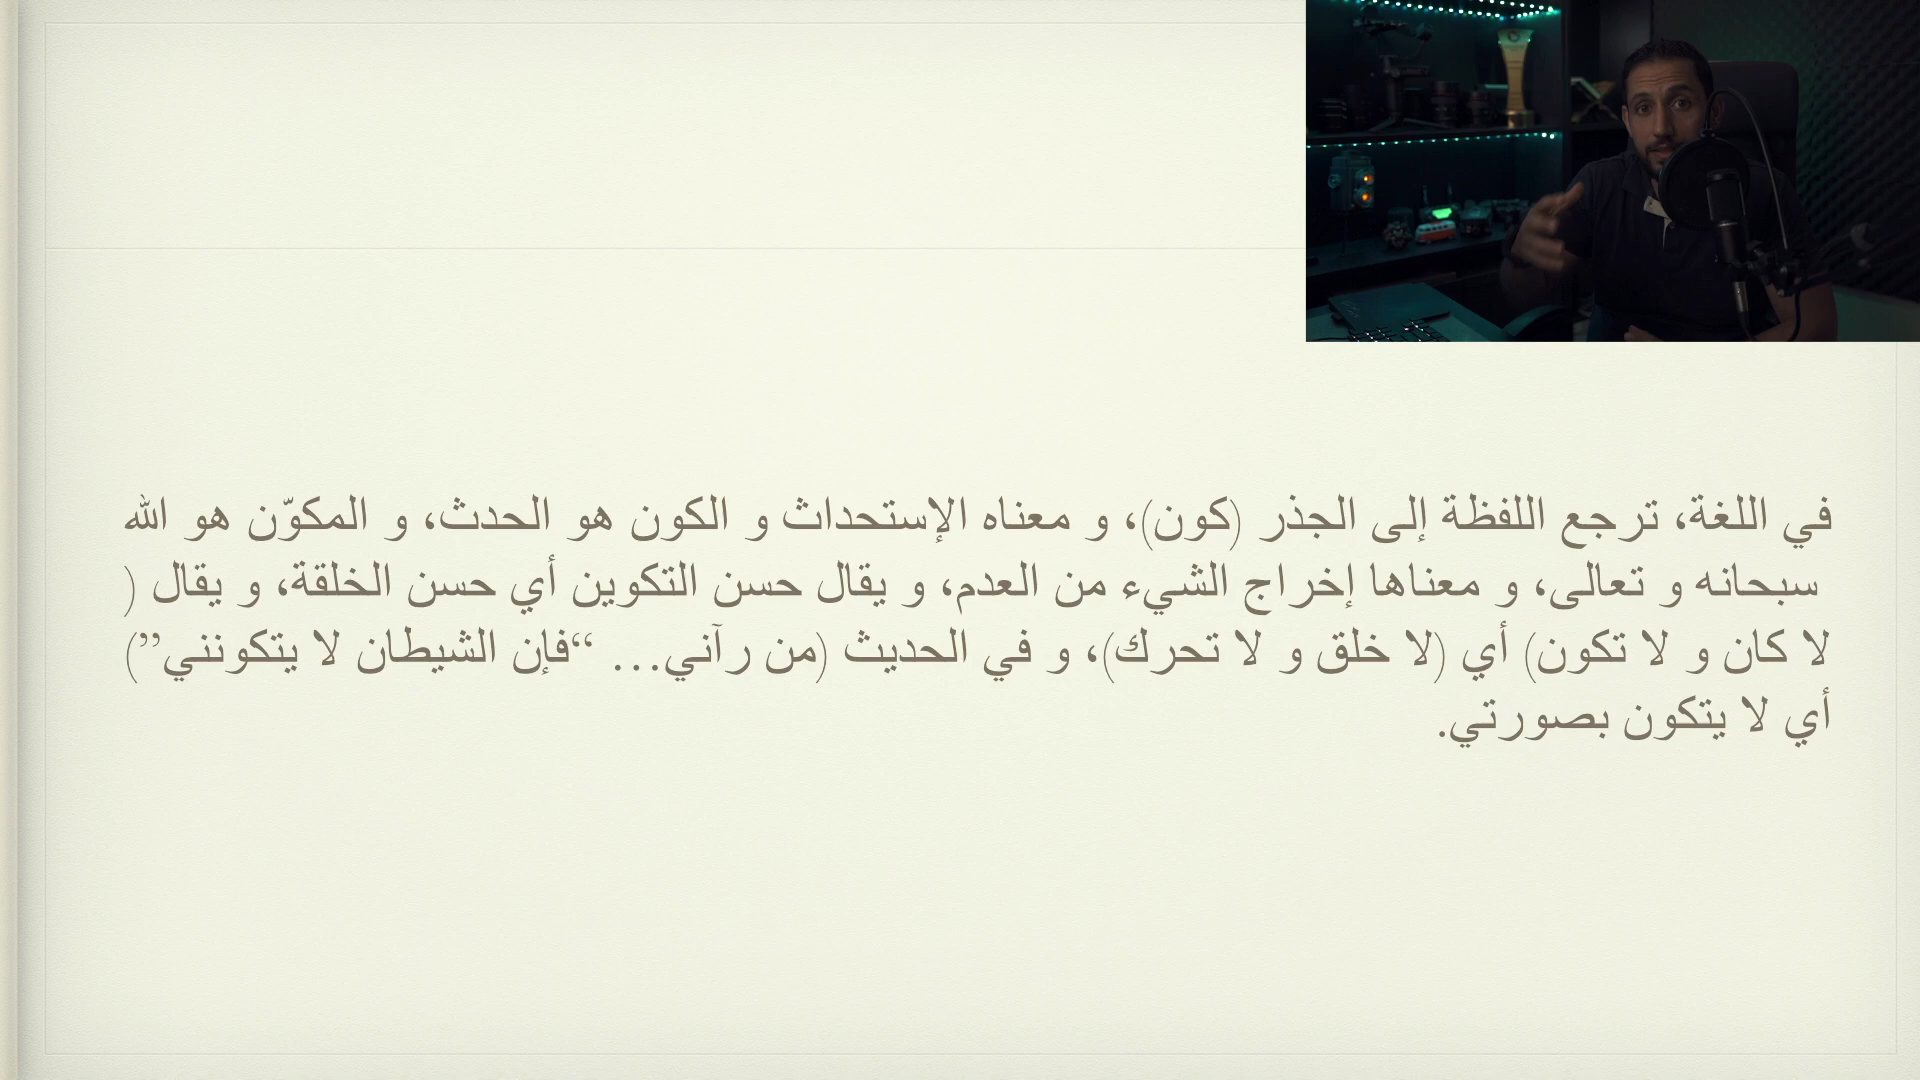 في اللغة، ترجع اللفظة إلى الجذر (كون)، و معناه الإستحداث و الكون هو الحدث، و المكوّن هو الله
سبحانه و تعالى، و معناها إخراج الشيء من العدم، و يقال حسن التكوين أي حسن الخلقة، و يقال (
لا كان و لا تكون) أي (لا خلق و لا تحرك)، و في الحديث (من رآني… “فإن الشيطان لا يتكونني”)
أي لا يتكون بصورتي.